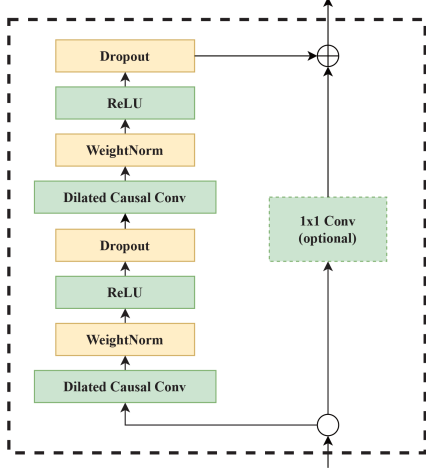 Dropout
ReLU
WeightNorm
Dilated Causal Conv
Dropout
ReLU
WeightNorm
Dilated Causal Conv
1x1 Conv
(optional)